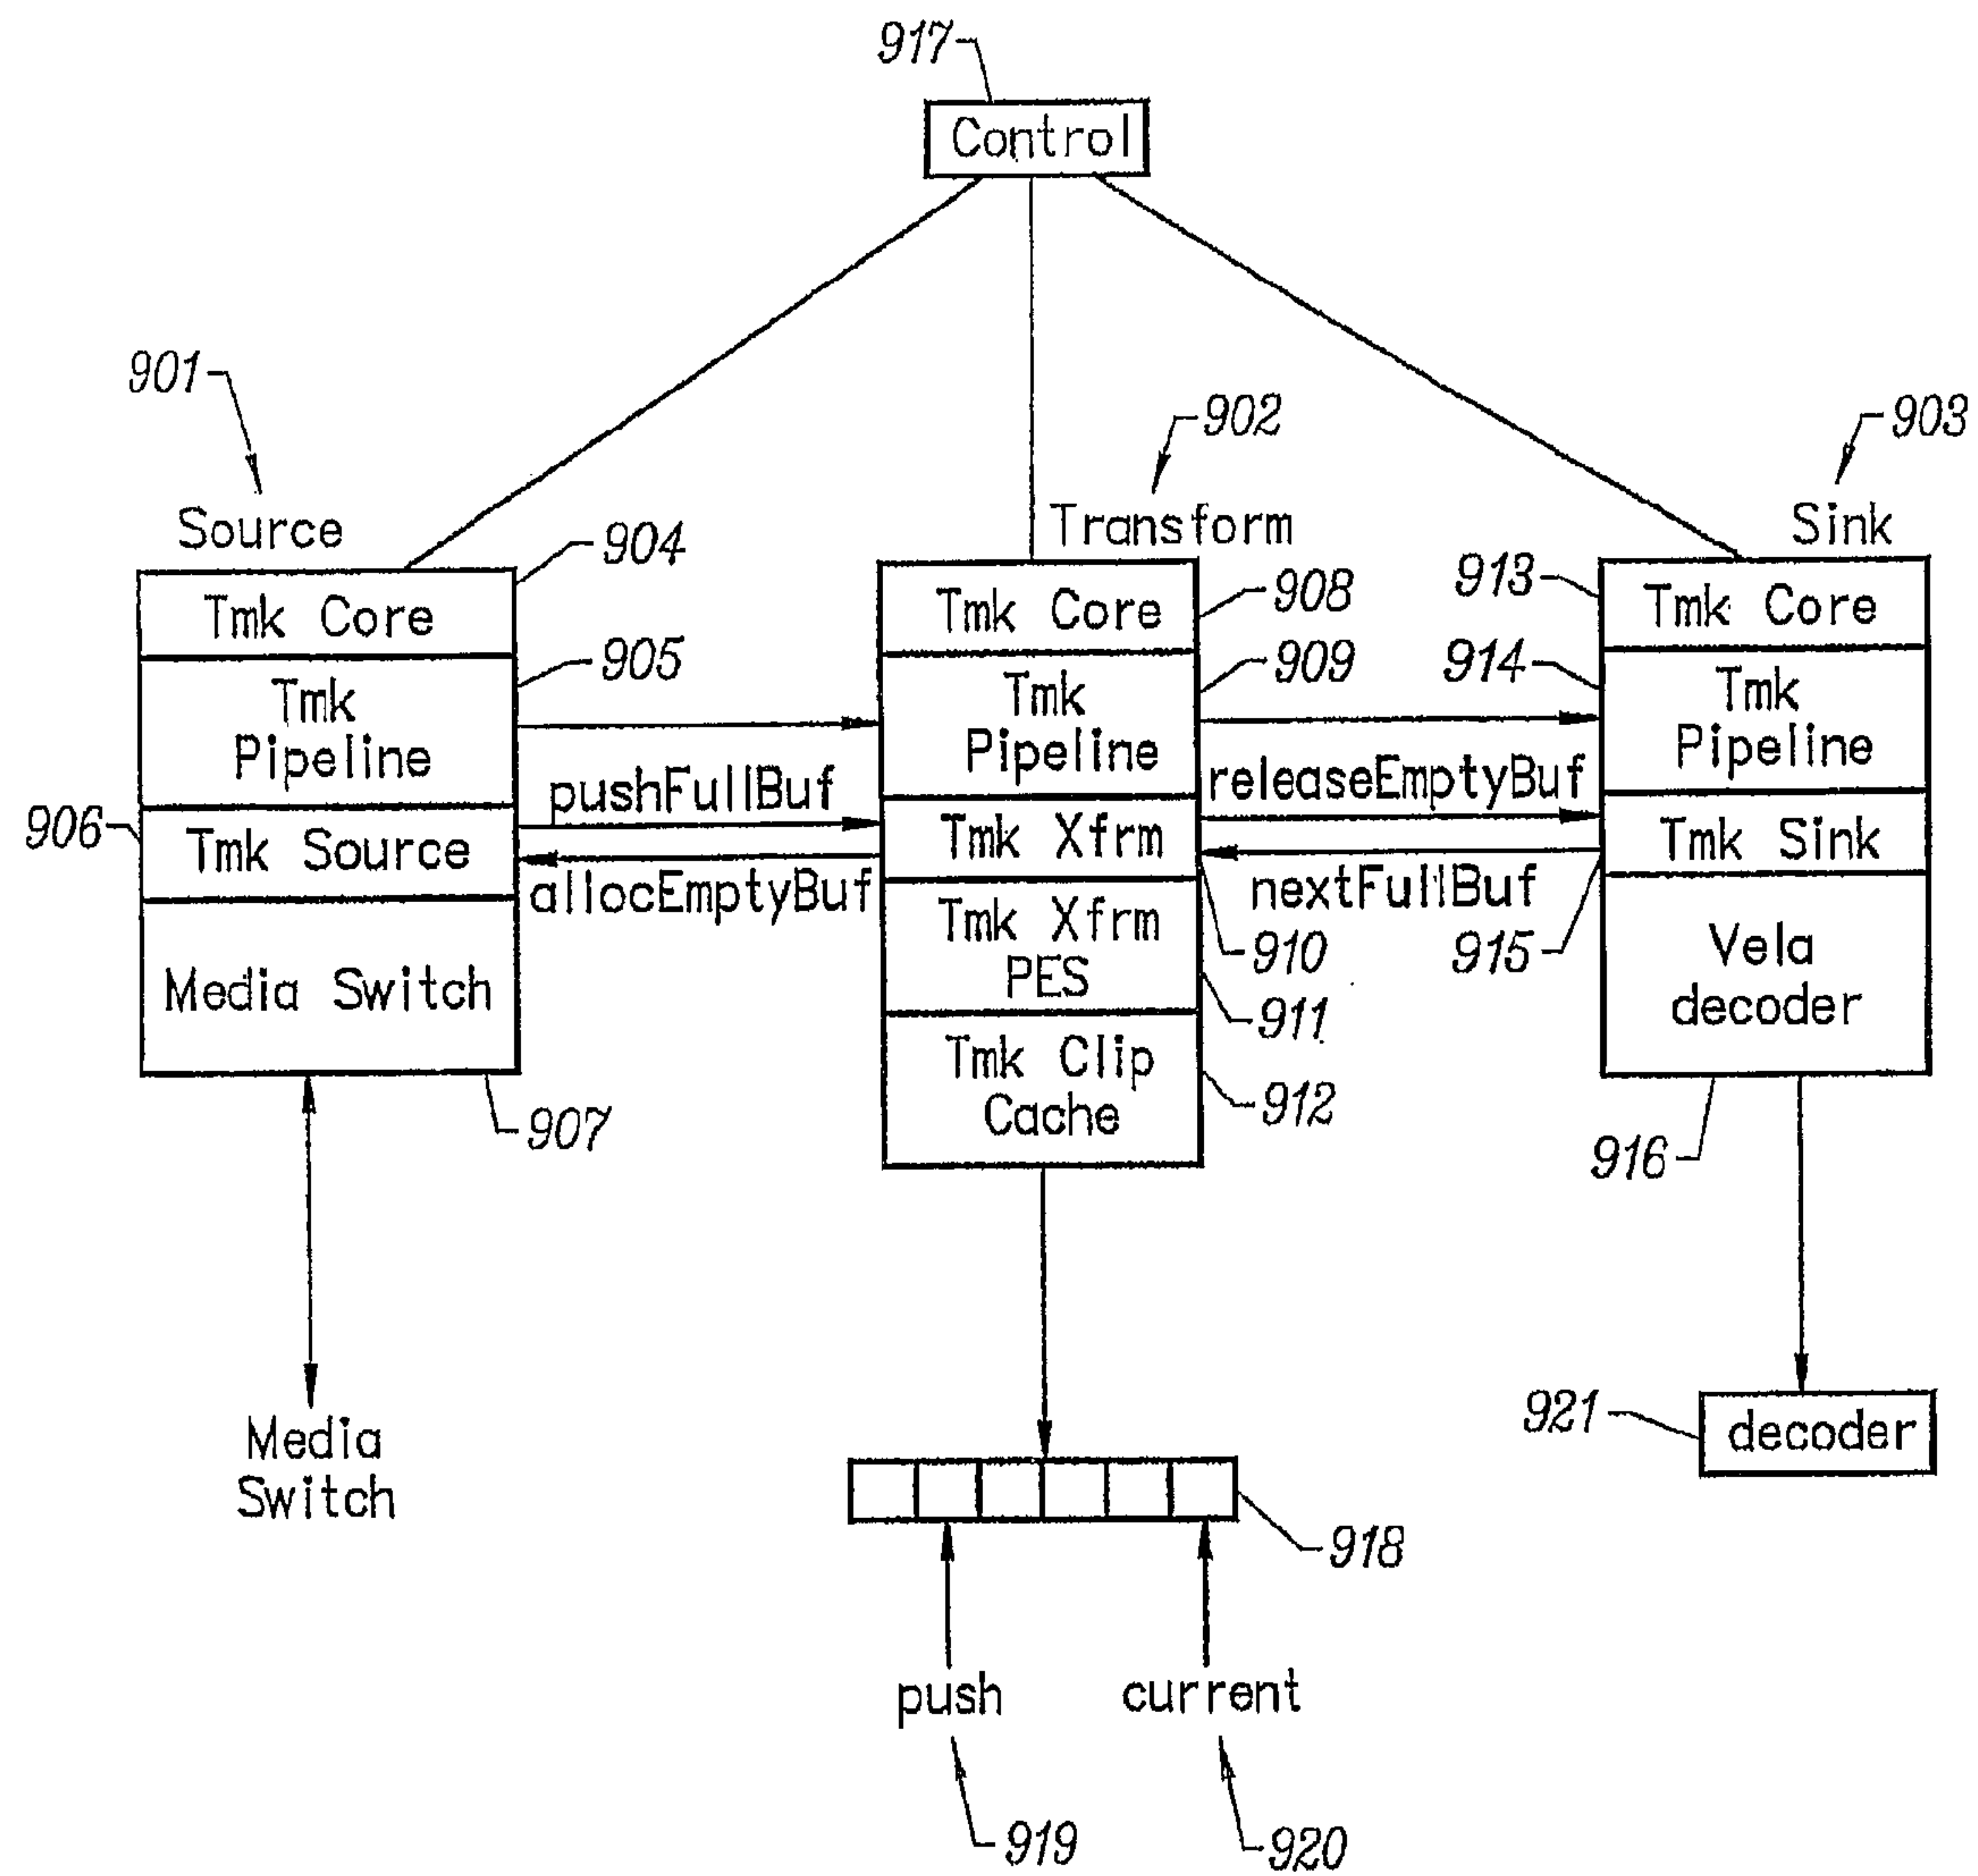 917
Control
901
902
903
Source
Transform
Sink
904
Tmk Core
905
Tmk
Pipeline
906
Tmk Source
Media Switch
907
pushFullBuf
allocEmptyBuf
908
Tmk Core
909
Tmk
Pipeline
Tmk Xfrm
910
Tmk Xfrm
PES
911
Tmk Clip
Cache
912
releaseEmptyBuf
nextFullBuf
913
Tmk Core
914
Tmk
Pipeline
Tmk Sink
915
Vela
decoder
916
Media
Switch
918
push
current
919
920
921
decoder